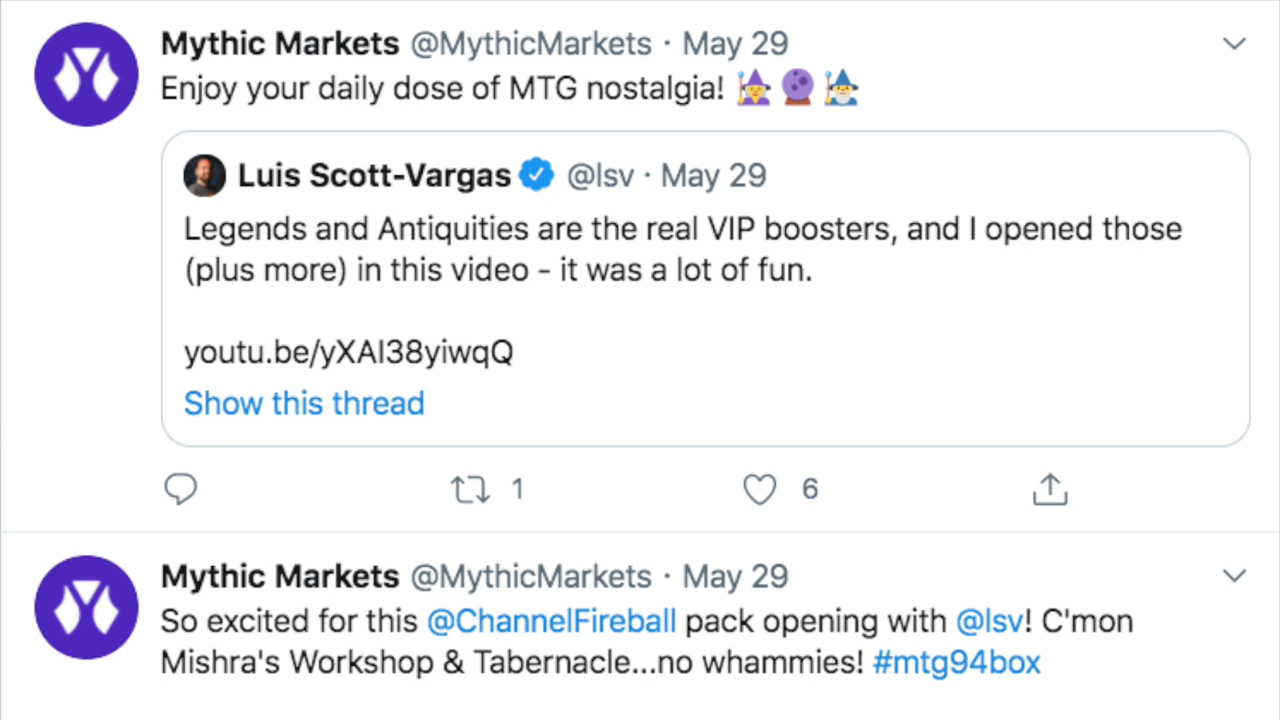 Mythic Markets @MythicMarkets · May 29
Enjoy your daily dose of MTG nostalgia! 🧙‍♀️🔮🧙‍♂️
Luis Scott-Vargas @lsv · May 29
Legends and Antiquities are the real VIP boosters, and I opened those
(plus more) in this video - it was a lot of fun.
youtu.be/yXAI38yiwqQ
Show this thread
1 6
Mythic Markets @MythicMarkets · May 29
So excited for this @ChannelFireball pack opening with @lsv! C'mon
Mishra's Workshop & Tabernacle...no whammies! #mtg94box